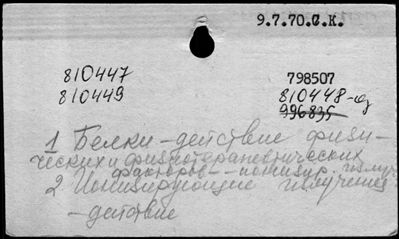 9.7.70.С.К.
810447
798507
810449
810448-
996835
1 Белки-действие физи-
ческих и физиотерапевтических
факторов--ионизир. излуч.
2 Ионизирующие излучения
-действие